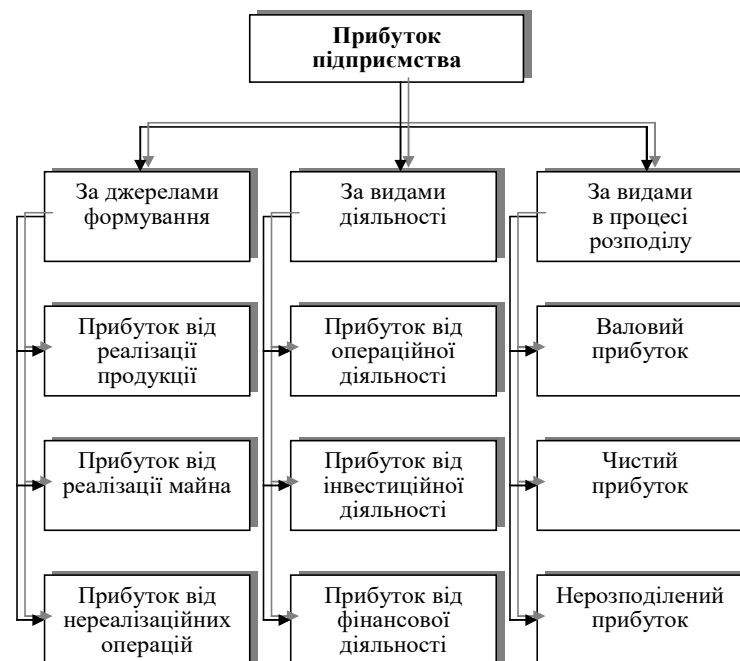 Прибуток
підприємства
За джерелами
формування
За видами
діяльності
За видами
в процесі
розподілу
Прибуток від
реалізації
продукції
Прибуток від
операційної
діяльності
Валовий
прибуток
Прибуток від
реалізації майна
Прибуток від
інвестиційної
діяльності
Чистий
прибуток
Прибуток від
нереалізаційних
операцій
Прибуток від
фінансової
діяльності
Нерозподілений
прибуток